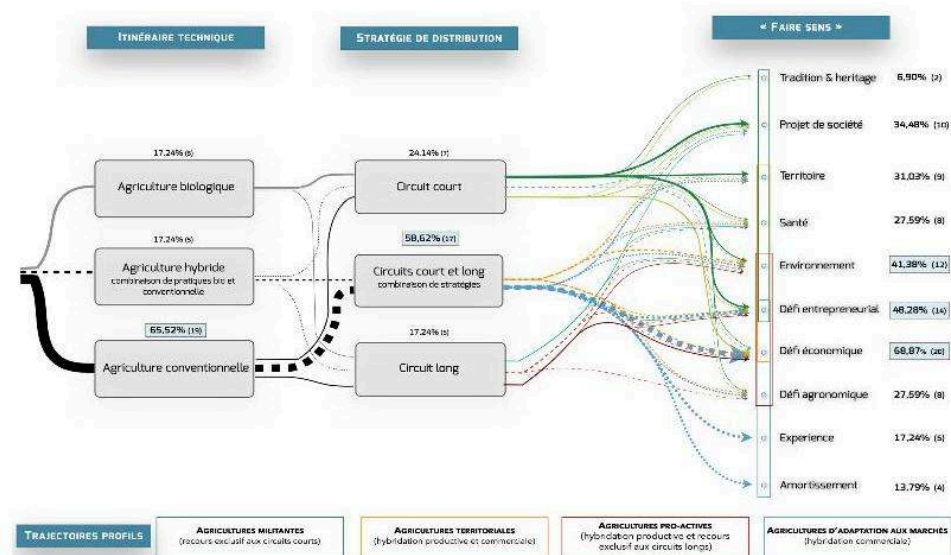 ITINÉRAIRE TECHNIQUE
STRATÉGIE DE DISTRIBUTION
« FAIRE SENS »
17,24% (5)
Agriculture biologique
17,24% (5)
Agriculture hybride
combinaison de pratiques bio et
conventionnelle
65,52% (19)
Agriculture conventionnelle
24,14% (7)
Circuit court
58,62% (17)
Circuits court et long
combinaison de stratégies
17,24% (5)
Circuit long
Tradition & heritage 6,90% (2)
Projet de société 34,48% (10)
Territoire 31,03% (9)
Santé 27.59% (8)
Environnement 41,38% (12)
Défi entrepreneurial 48,28% (14)
Défi économique 68,87% (20)
Défi agronomique 27.59% (8)
Experience 17,24% (5)
Amortissement 13,79% (4)
TRAJECTOIRES PROFILS
AGRICULTURES MILITANTES
(recours exclusif aux circuits courts)
AGRICULTURES TERRITORIALES
(hybridation productive et commerciale)
AGRICULTURES PRO-ACTIVES
(hybridation productive et recours
exclusif aux circuits longs)
AGRICULTURES D'ADAPTATION AUX MARCHÉS
(hybridation commerciale)